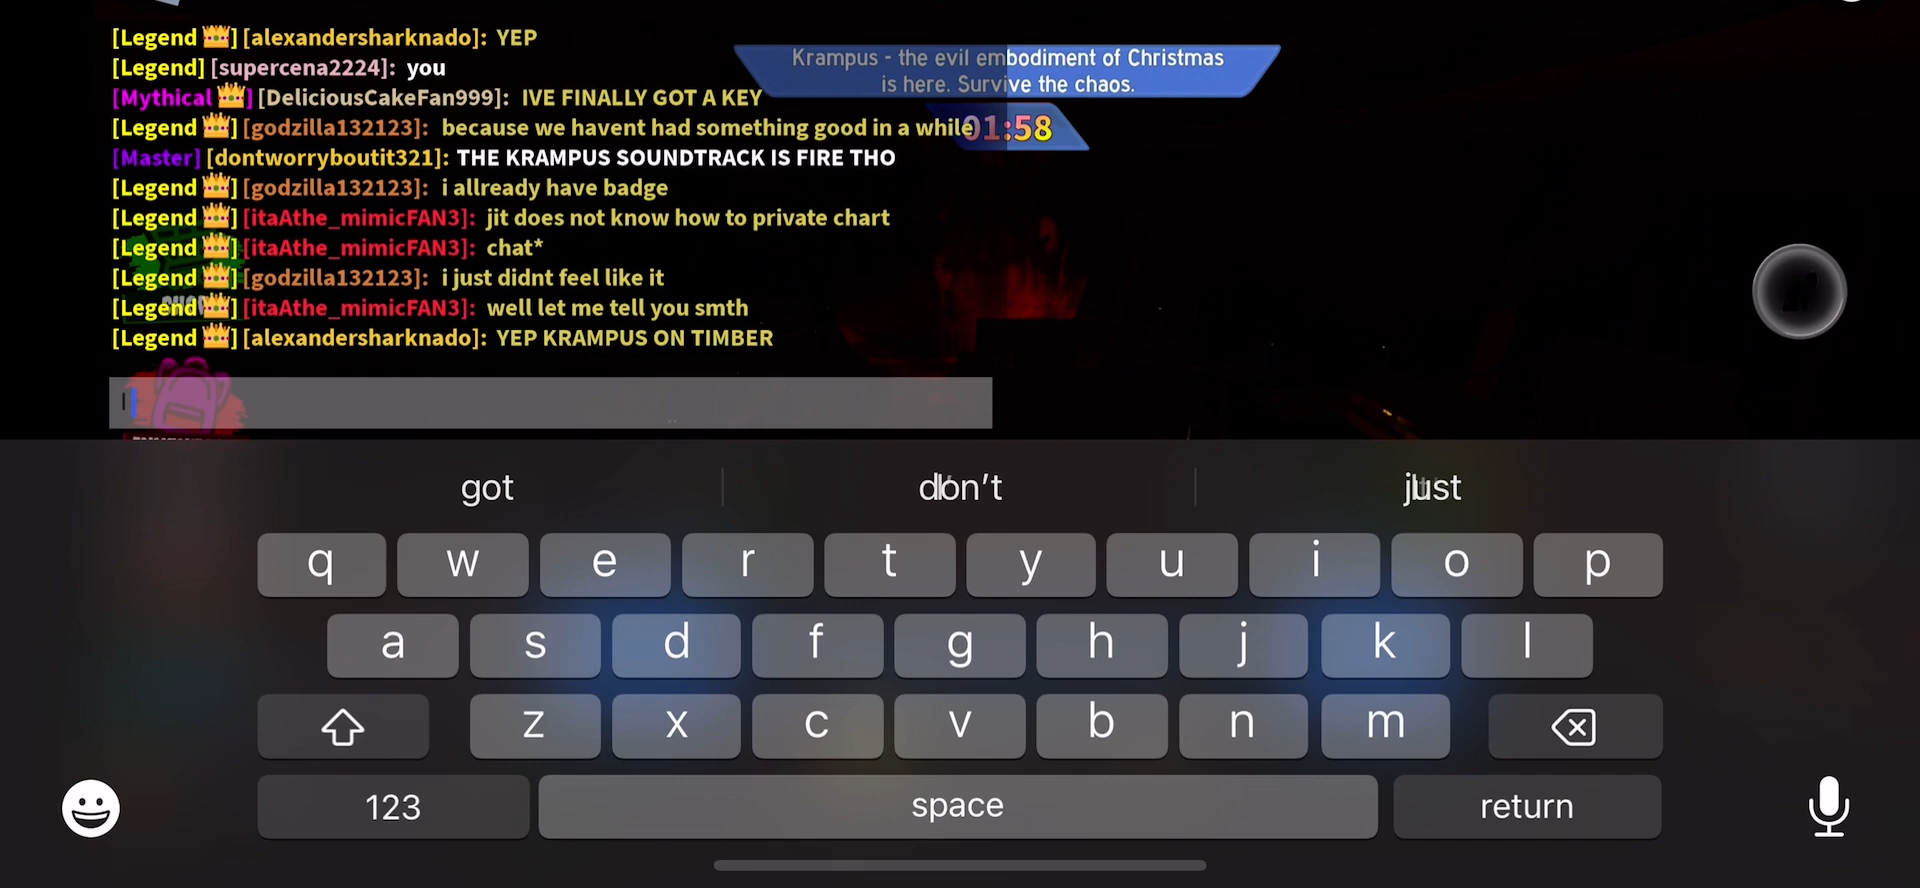 [Legend 👑] [alexandersharknado]: YEP
[Legend] [supercena2224]: you
[Mythical 👑] [DeliciousCakeFan999]: IVE FINALLY GOT A KEY
[Legend 👑] [godzilla132123]: because we havent had something good in a while
[Master] [dontworryboutit321]: THE KRAMPUS SOUNDTRACK IS FIRE THO
[Legend 👑] [godzilla132123]: i allready have badge
[Legend 👑] [itaAthe_mimicFAN3]: jit does not know how to private chart
[Legend 👑] [itaAthe_mimicFAN3]: chat*
[Legend 👑] [godzilla132123]: i just didnt feel like it
[Legend 👑] [itaAthe_mimicFAN3]: well let me tell you smth
[Legend 👑] [alexandersharknado]: YEP KRAMPUS ON TIMBER
Krampus - the evil embodiment of Christmas
is here. Survive the chaos.
01:58
I
got don't just
q w e r t y u i o p
a s d f g h j k l
z x c v b n m
123 space return